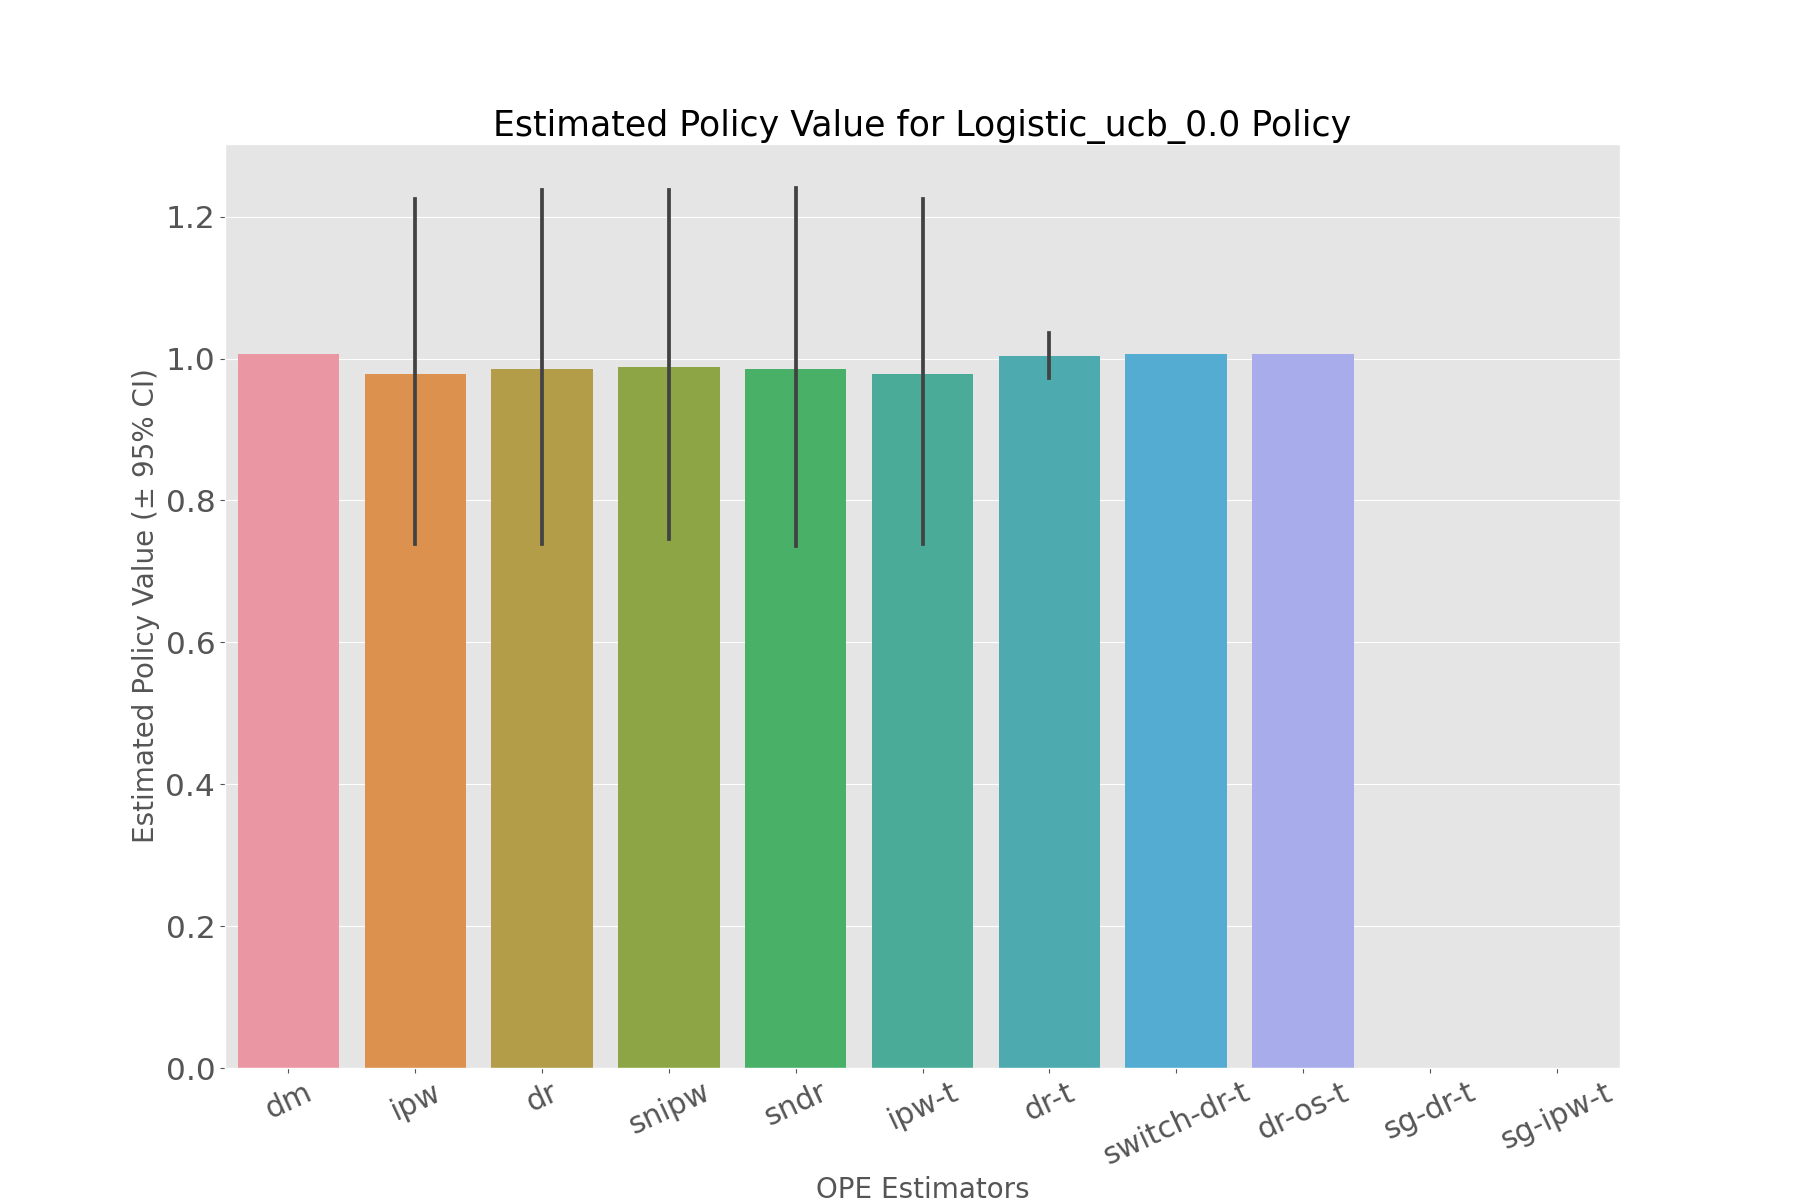 Estimated Policy Value for Logistic_ucb_0.0 Policy
Estimated Policy Value (± 95% CI)
1.2
1.0
0.8
0.6
0.4
0.2
0.0
dm
ipw
dr
snipw
sndr
ipw-t
dr-t
switch-dr-t
dr-os-t
sg-dr-t
sg-ipw-t
OPE Estimators